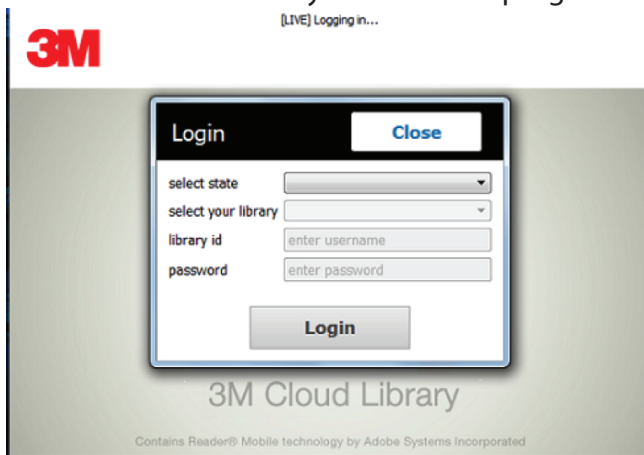 [LIVE] Logging in...
3M
Login
Close
select state
select your library
library id
enter username
password
enter password
Login
3M Cloud Library
Contains Reader® Mobile technology by Adobe Systems Incorporated